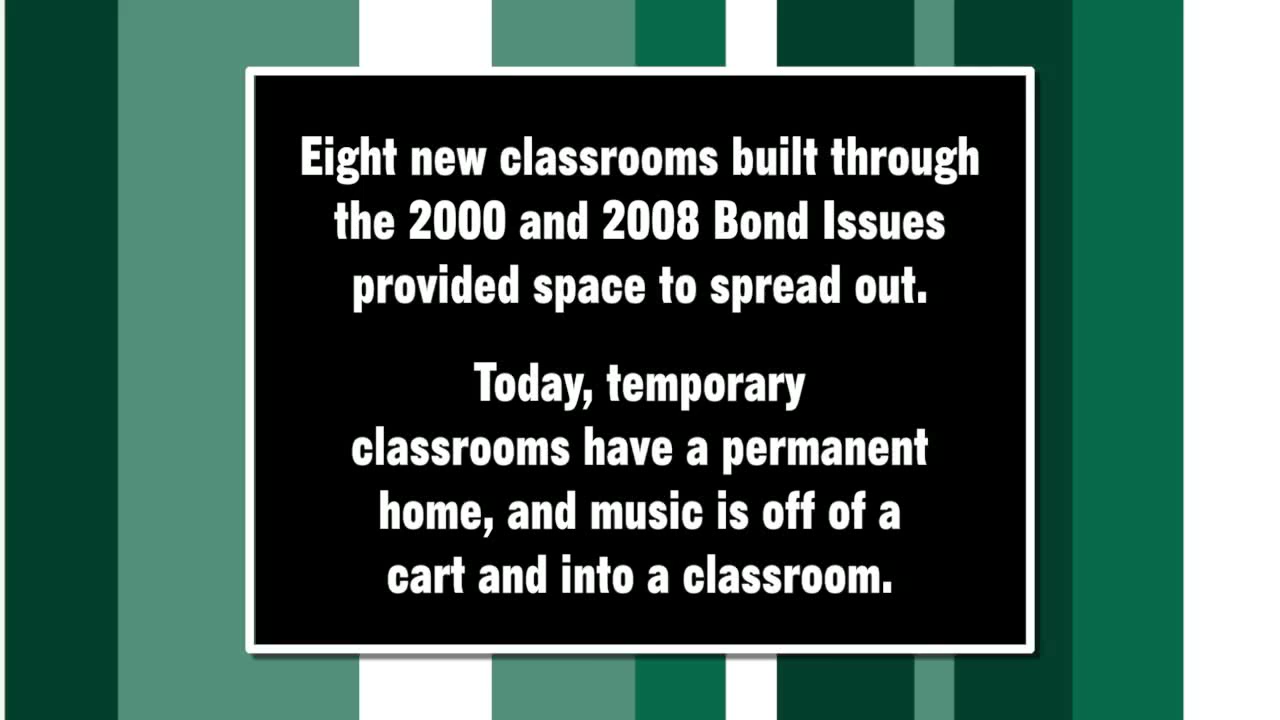 Eight new classrooms built through
the 2000 and 2008 Bond Issues
provided space to spread out.
Today, temporary
classrooms have a permanent
home, and music is off of a
cart and into a classroom.